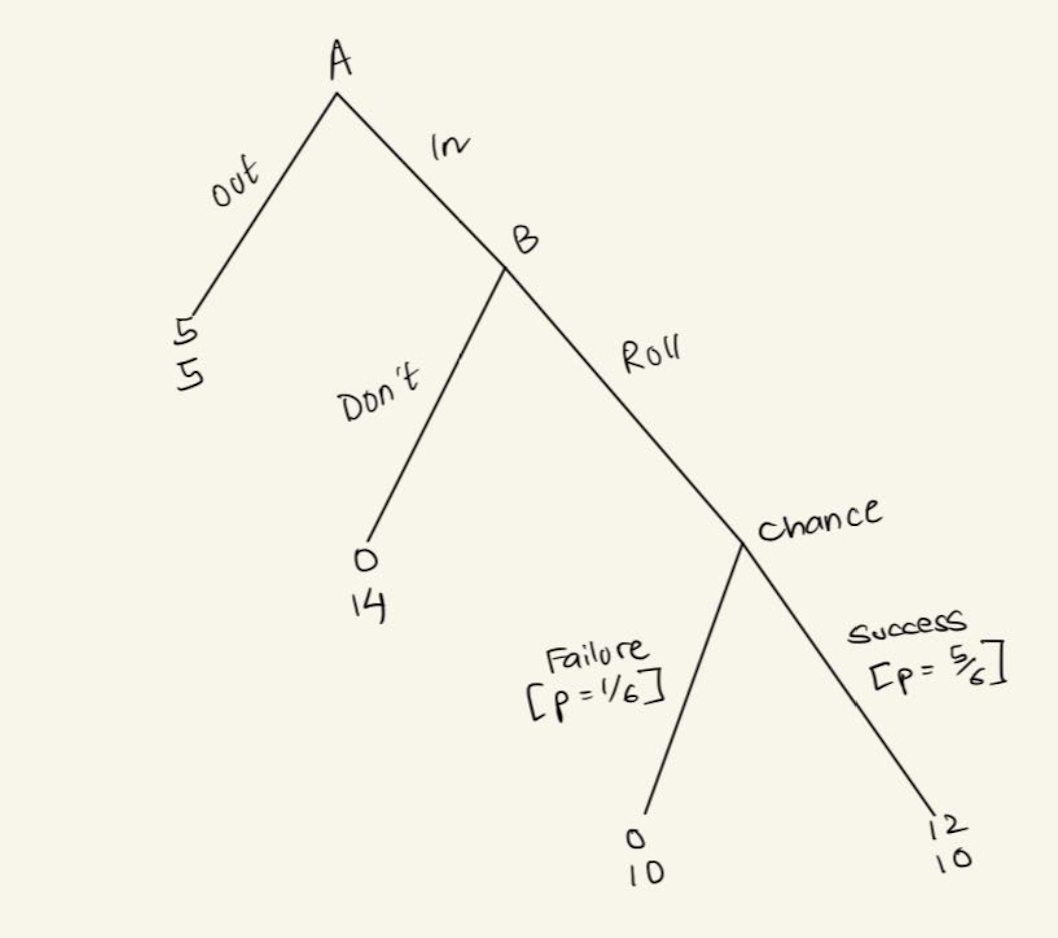 A
In
out
B
5
5
Roll
Don't
chance
0
14
Success
[p= 5/6]
Failure
[p=1/6]
0
10
12
10